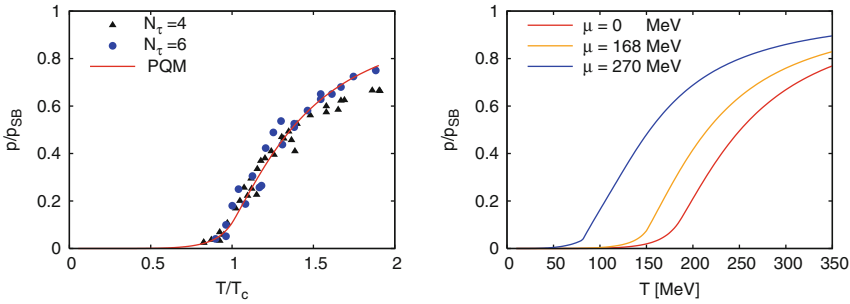 p/p_SB
1
0.8
0.6
0.4
0.2
0
N_τ =4
N_τ =6
PQM
0 0.5 1 1.5 2
T/T_c
p/p_SB
1
0.8
0.6
0.4
0.2
0
μ = 0 MeV
μ = 168 MeV
μ = 270 MeV
0 50 100 150 200 250 300 350
T [MeV]